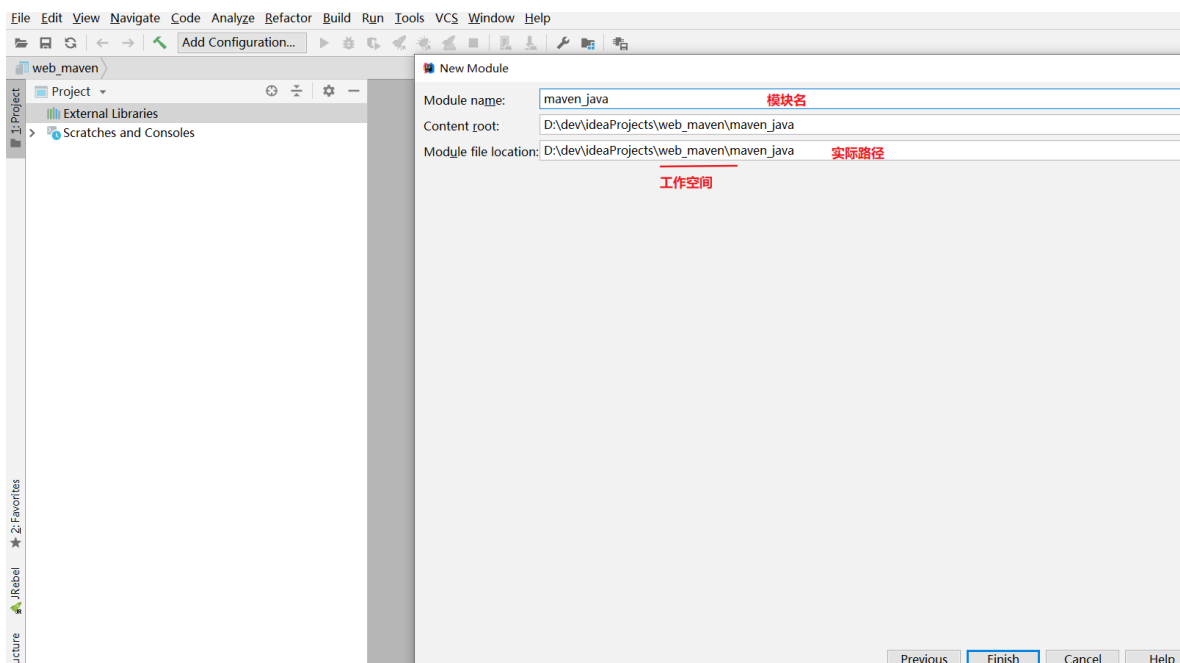 File Edit View Navigate Code Analyze Refactor Build Run Tools VCS Window Help
Add Configuration...
web_maven
New Module
1: Project
Project
External Libraries
Scratches and Consoles
Module name: maven_java 模块名
Content root: D:\dev\ideaProjects\web_maven\maven_java
Module file location: D:\dev\ideaProjects\web_maven\maven_java 实际路径
工作空间
2: Favorites
JRebel
ucture
Previous Finish Cancel Help